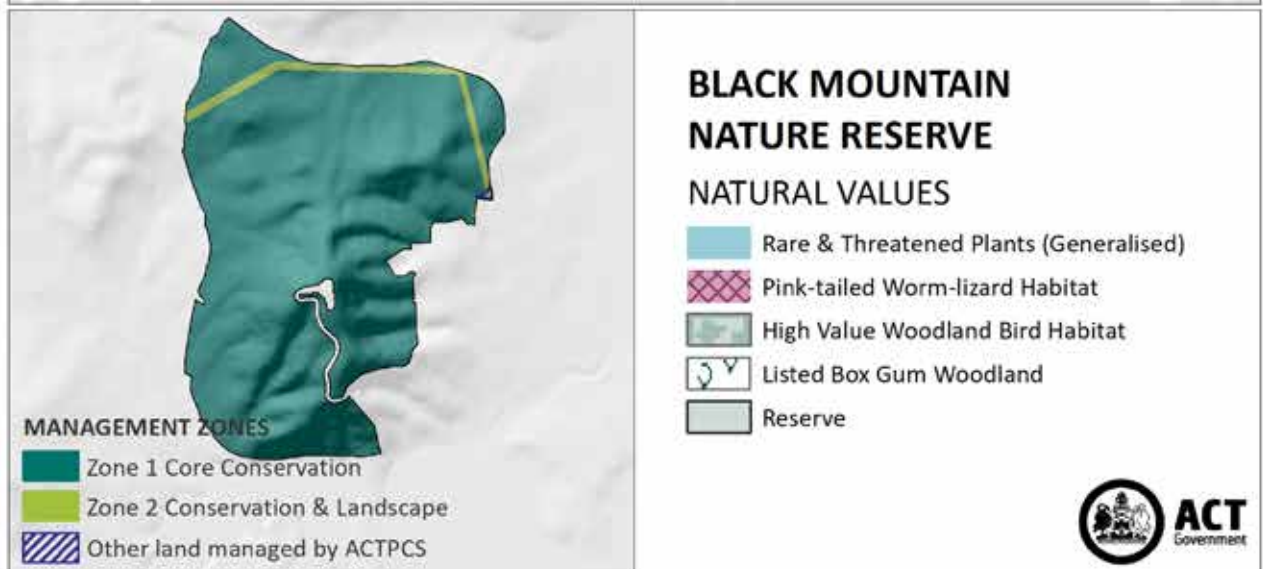 MANAGEMENT ZONES
Zone 1 Core Conservation
Zone 2 Conservation & Landscape
Other land managed by ACTPCS
BLACK MOUNTAIN
NATURE RESERVE
NATURAL VALUES
Rare & Threatened Plants (Generalised)
Pink-tailed Worm-lizard Habitat
High Value Woodland Bird Habitat
Listed Box Gum Woodland
Reserve
ACT
Government